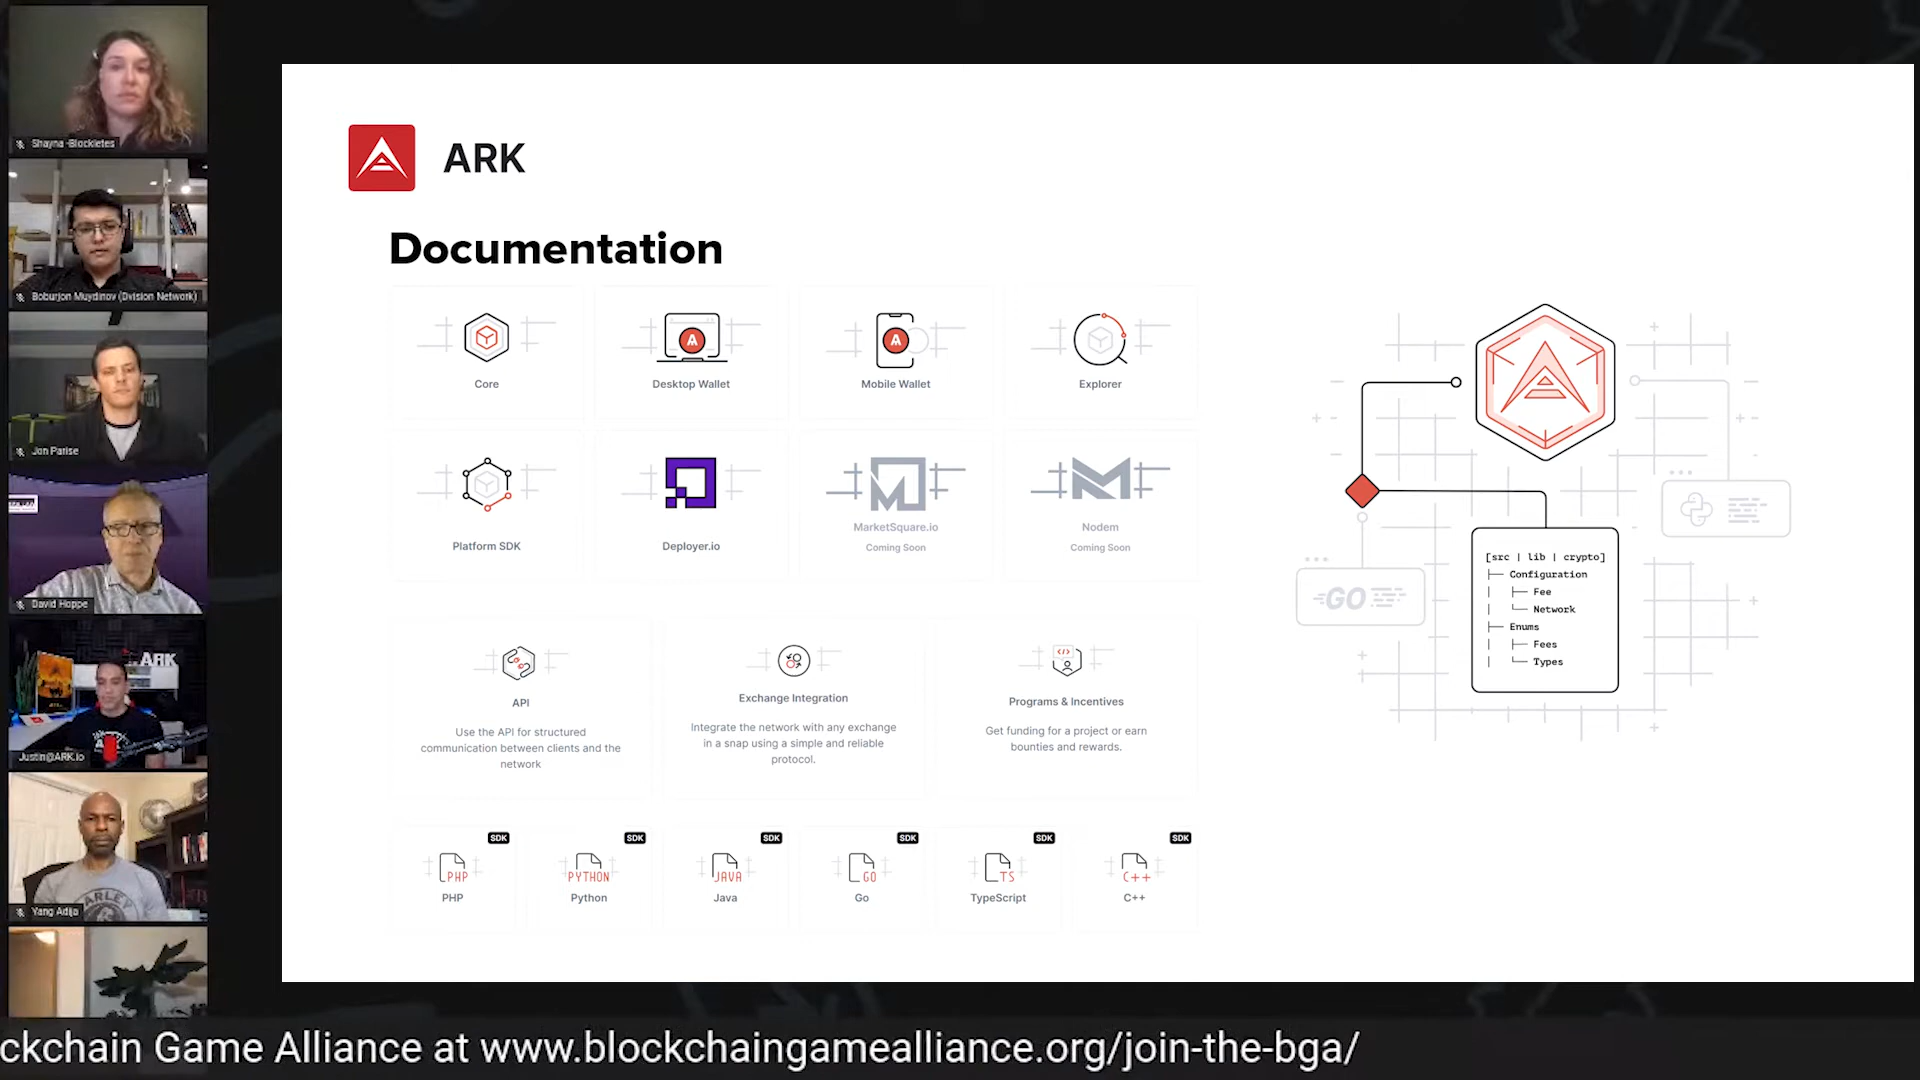 Shayna -Blockletes
Boburjon Muydinov (Dvision Network)
Jon Parise
David Hoppe
ARK
Justin@ARK.io
Yang Adija
ARK
Documentation
Core
Desktop Wallet
Mobile Wallet
Explorer
Platform SDK
Deployer.io
MarketSquare.io
Coming Soon
Nodem
Coming Soon
API
Use the API for structured
communication between clients and the
network
Exchange Integration
Integrate the network with any exchange
in a snap using a simple and reliable
protocol.
Programs & Incentives
Get funding for a project or earn
bounties and rewards.
SDK
PHP
PHP
SDK
PYTHON
Python
SDK
JAVA
Java
SDK
GO
Go
SDK
TS
TypeScript
SDK
C++
C++
GO
[src | lib | crypto]
Configuration
Fee
Network
Enums
Fees
Types
ckchain Game Alliance at www.blockchaingamealliance.org/join-the-bga/